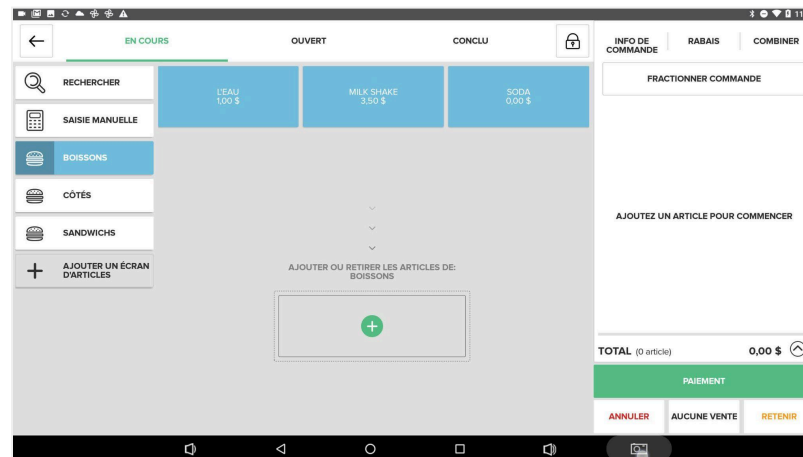 11
EN COURS
OUVERT
CONCLU
INFO DE
COMMANDE
RABAIS
COMBINER
RECHERCHER
SAISIE MANUELLE
BOISSONS
CÔTÉS
SANDWICHS
AJOUTER UN ÉCRAN
D'ARTICLES
L'EAU
1,00 $
MILK SHAKE
3,50 $
SODA
0,00 $
AJOUTER OU RETIRER LES ARTICLES DE:
BOISSONS
FRACTIONNER COMMANDE
AJOUTEZ UN ARTICLE POUR COMMENCER
TOTAL (0 article) 0,00 $
PAIEMENT
ANNULER
AUCUNE VENTE
RETENIR